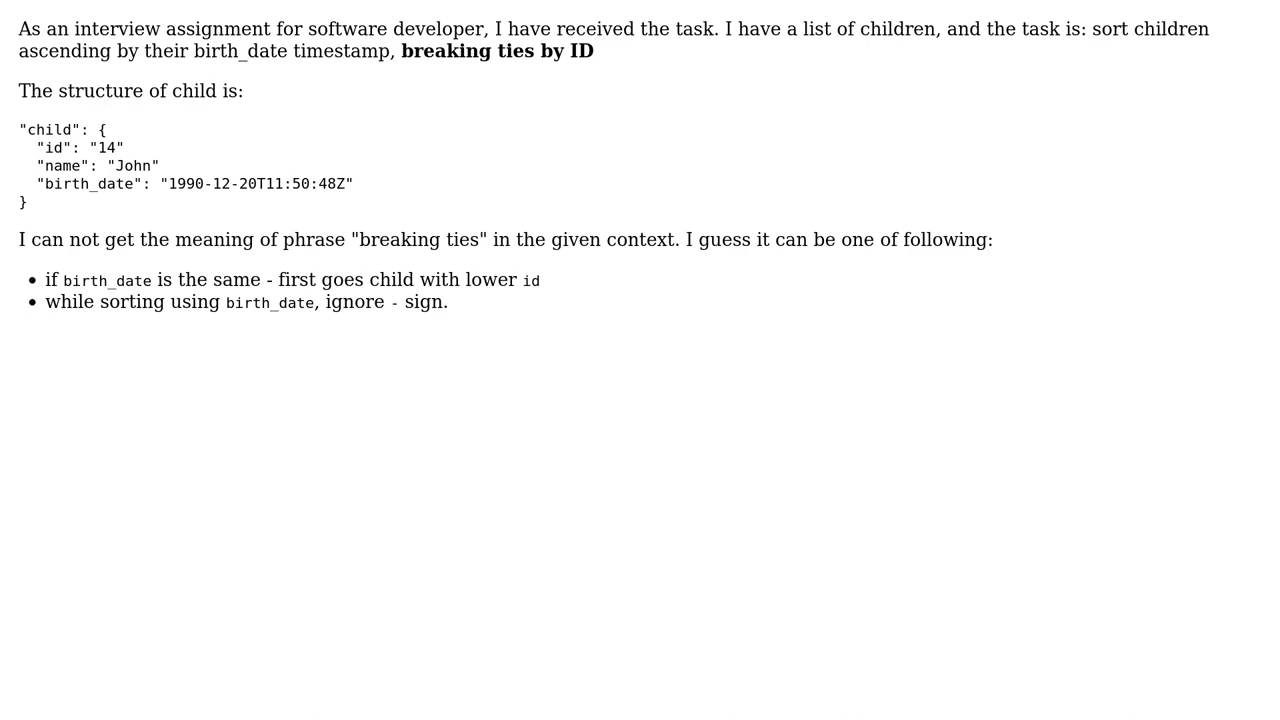 As an interview assignment for software developer, I have received the task. I have a list of children, and the task is: sort children
ascending by their birth_date timestamp, breaking ties by ID
The structure of child is:
"child": {
  "id": "14"
  "name": "John"
  "birth_date": "1990-12-20T11:50:48Z"
}
I can not get the meaning of phrase "breaking ties" in the given context. I guess it can be one of following:
• if birth_date is the same - first goes child with lower id
• while sorting using birth_date, ignore - sign.